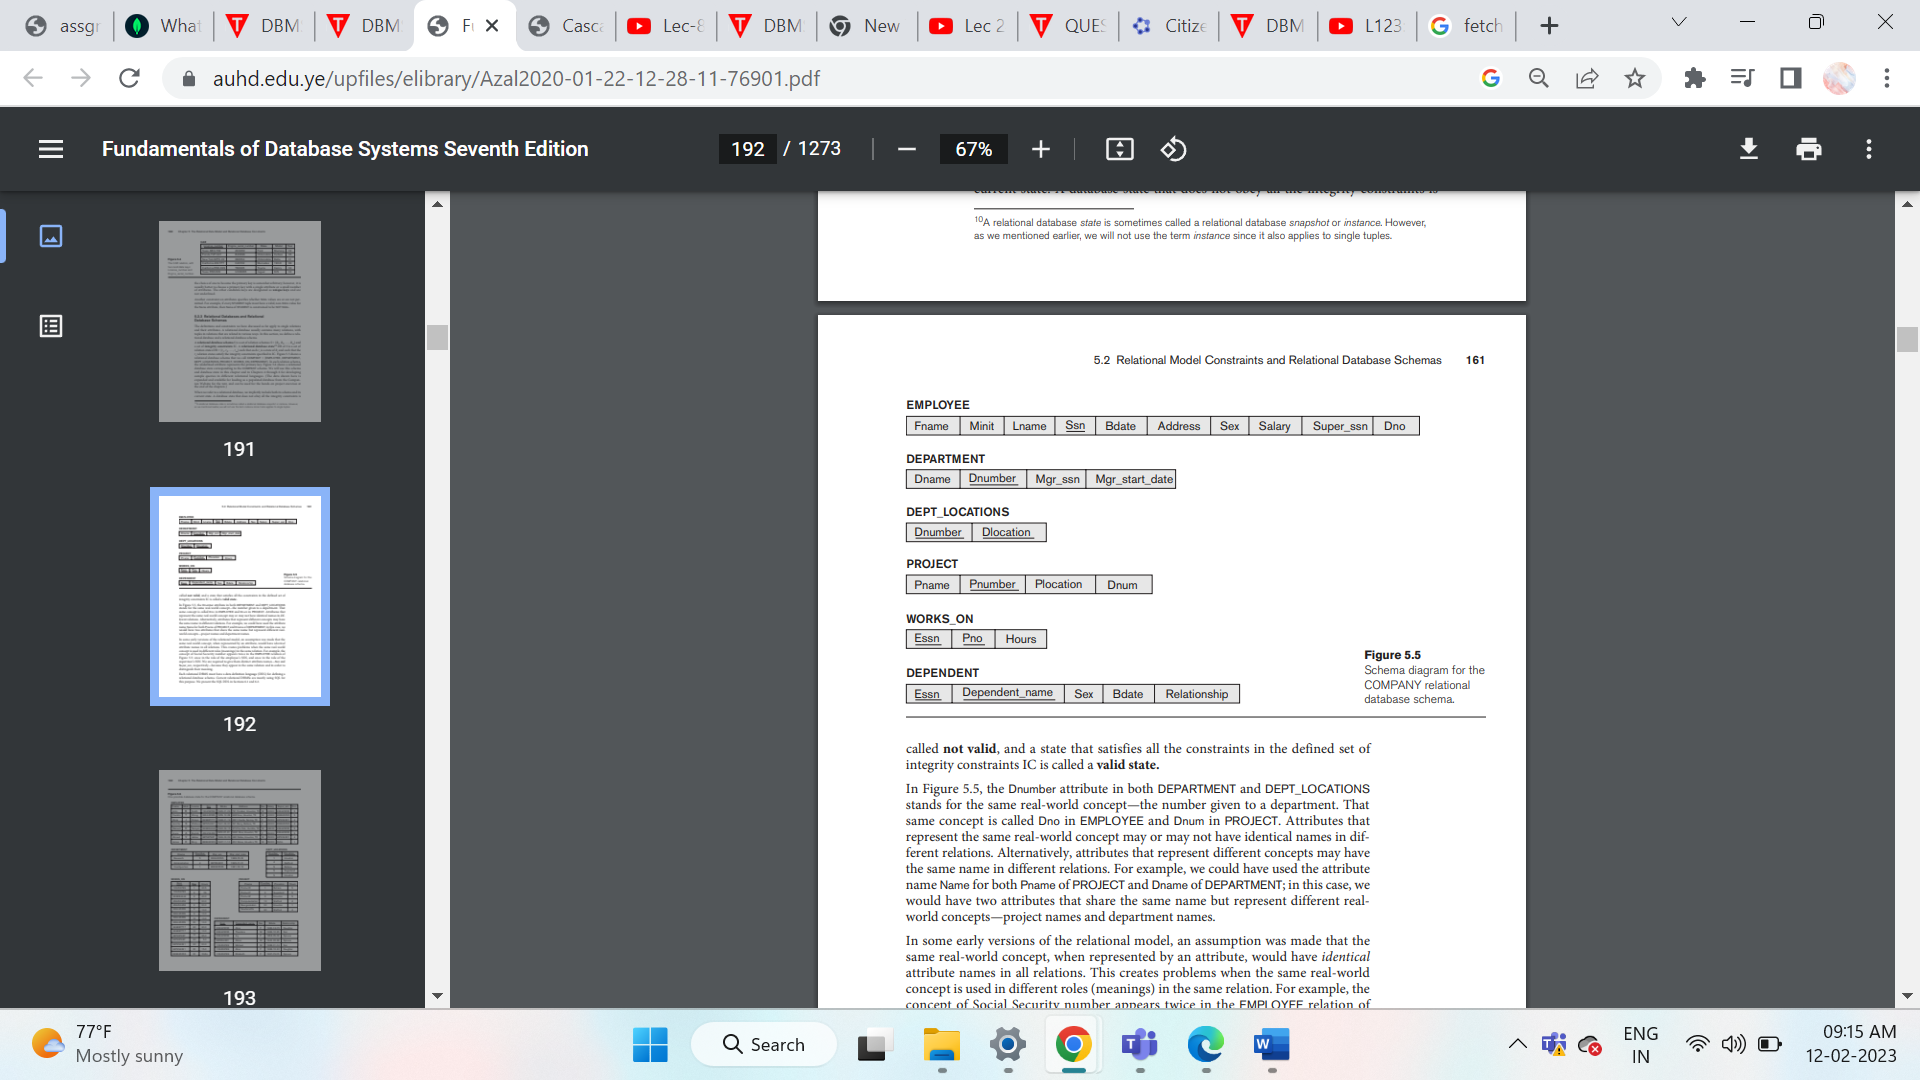 assgr
What
DBM
DBM
F
Casca
Lec-8
DBM
New
Lec 2
QUES
Citize
DBM
L123
fetch
auhd.edu.ye/upfiles/elibrary/Azal2020-01-22-12-28-11-76901.pdf
Fundamentals of Database Systems Seventh Edition
192 / 1273
67%
191
192
193
10A relational database state is sometimes called a relational database snapshot or instance. However,
as we mentioned earlier, we will not use the term instance since it also applies to single tuples.
5.2 Relational Model Constraints and Relational Database Schemas 161
EMPLOYEE
Fname Minit Lname Ssn Bdate Address Sex Salary Super_ssn Dno
DEPARTMENT
Dname Dnumber Mgr_ssn Mgr_start_date
DEPT_LOCATIONS
Dnumber Dlocation
PROJECT
Pname Pnumber Plocation Dnum
WORKS_ON
Essn Pno Hours
DEPENDENT
Essn Dependent_name Sex Bdate Relationship
Figure 5.5
Schema diagram for the
COMPANY relational
database schema.
called not valid, and a state that satisfies all the constraints in the defined set of
integrity constraints IC is called a valid state.
In Figure 5.5, the Dnumber attribute in both DEPARTMENT and DEPT_LOCATIONS
stands for the same real-world concept—the number given to a department. That
same concept is called Dno in EMPLOYEE and Dnum in PROJECT. Attributes that
represent the same real-world concept may or may not have identical names in dif-
ferent relations. Alternatively, attributes that represent different concepts may have
the same name in different relations. For example, we could have used the attribute
name Name for both Pname of PROJECT and Dname of DEPARTMENT; in this case, we
would have two attributes that share the same name but represent different real-
world concepts—project names and department names.
In some early versions of the relational model, an assumption was made that the
same real-world concept, when represented by an attribute, would have identical
attribute names in all relations. This creates problems when the same real-world
concept is used in different roles (meanings) in the same relation. For example, the
concept of Social Security number appears twice in the EMPLOYEE relation of
77°F
Mostly sunny
Search
ENG
IN
09:15 AM
12-02-2023